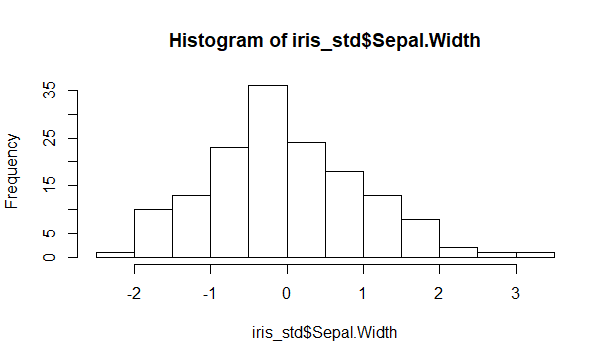 Histogram of iris_std$Sepal.Width
Frequency
35
25
15
5
0
-2 -1 0 1 2 3
iris_std$Sepal.Width